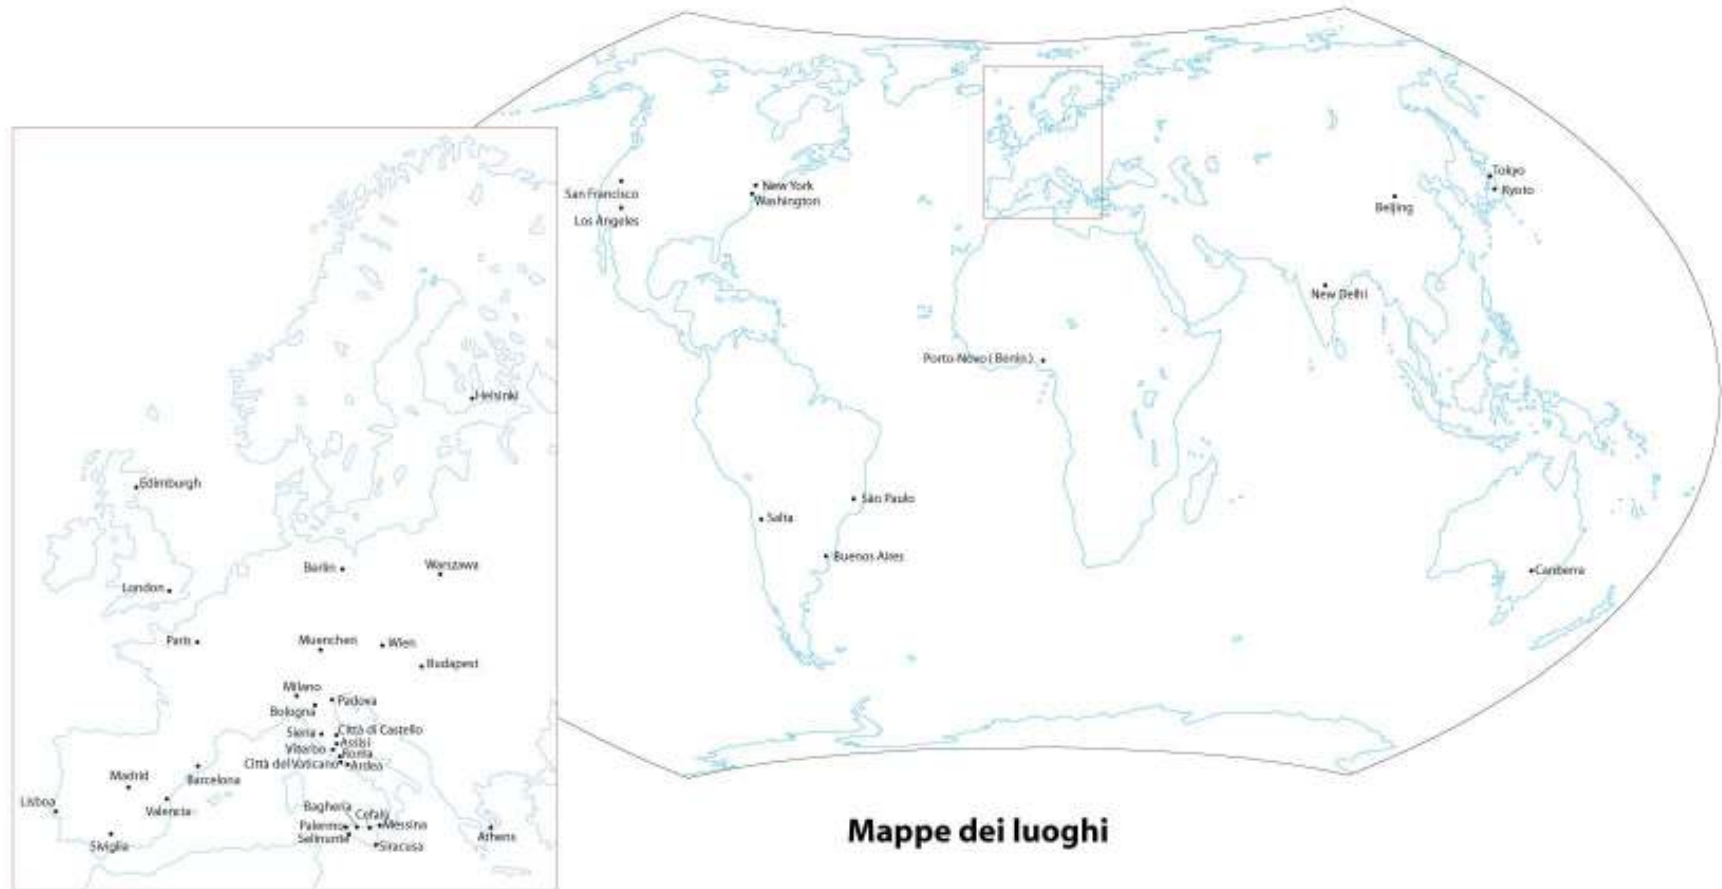 San Francisco
Los Angeles
New York
Washington
Tokyo
Kyoto
Beijing
New Delhi
Porto-Novo ( Benin )
São Paulo
Salta
Buenos Aires
Canberra
Helsinki
Edimburgh
London
Berlin
Warszawa
Paris
Muenchen
Wien
Budapest
Milano
Padova
Bologna
Siena
Città di Castello
Assisi
Viterbo
Roma
Città del Vaticano
Ardea
Barcelona
Madrid
Valencia
Lisboa
Siviglia
Bagheria
Cefalù
Palermo
Messina
Selinunte
Siracusa
Athens
Mappe dei luoghi